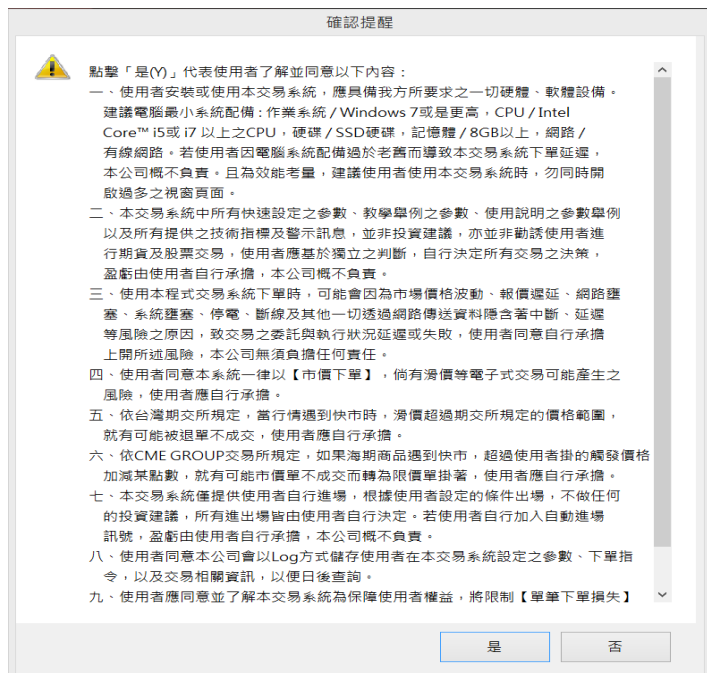 確認提醒
點擊「是(Y)」代表使用者了解並同意以下內容：
一、使用者安裝或使用本交易系統，應具備我方所要求之一切硬體、軟體設備。
建議電腦最小系統配備 : 作業系統 / Windows 7或是更高，CPU / Intel
Core™ i5或 i7 以上之CPU，硬碟 / SSD硬碟，記憶體 / 8GB以上，網路 /
有線網路。若使用者因電腦系統配備過於老舊而導致本交易系統下單延遲，
本公司概不負責。且為效能考量，建議使用者使用本交易系統時，勿同時開
啟過多之視窗頁面。
二、本交易系統中所有快速設定之參數、教學舉例之參數、使用說明之參數舉例
以及所有提供之技術指標及警示訊息，並非投資建議，亦並非勸誘使用者進
行期貨及股票交易，使用者應基於獨立之判斷，自行決定所有交易之決策，
盈虧由使用者自行承擔，本公司概不負責。
三、使用本程式交易系統下單時，可能會因為市場價格波動、報價遲延、網路壅
塞、系統壅塞、停電、斷線及其他一切透過網路傳送資料隱含著中斷、延遲
等風險之原因，致交易之委託與執行狀況延遲或失敗，使用者同意自行承擔
上開所述風險，本公司無須負擔任何責任。
四、使用者同意本系統一律以【市價下單】，倘有滑價等電子式交易可能產生之
風險，使用者應自行承擔。
五、依台灣期交所規定，當行情遇到快市時，滑價超過期交所規定的價格範圍，
就有可能被退單不成交，使用者應自行承擔。
六、依CME GROUP交易所規定，如果海期商品遇到快市，超過使用者掛的觸發價格
加減某點數，就有可能市價單不成交而轉為限價單掛著，使用者應自行承擔。
七、本交易系統僅提供使用者自行進場，根據使用者設定的條件出場，不做任何
的投資建議，所有進出場皆由使用者自行決定。若使用者自行加入自動進場
訊號，盈虧由使用者自行承擔，本公司概不負責。
八、使用者同意本公司會以Log方式儲存使用者在本交易系統設定之參數、下單指
令，以及交易相關資訊，以便日後查詢。
九、使用者應同意並了解本交易系統為保障使用者權益，將限制【單筆下單損失】
是
否